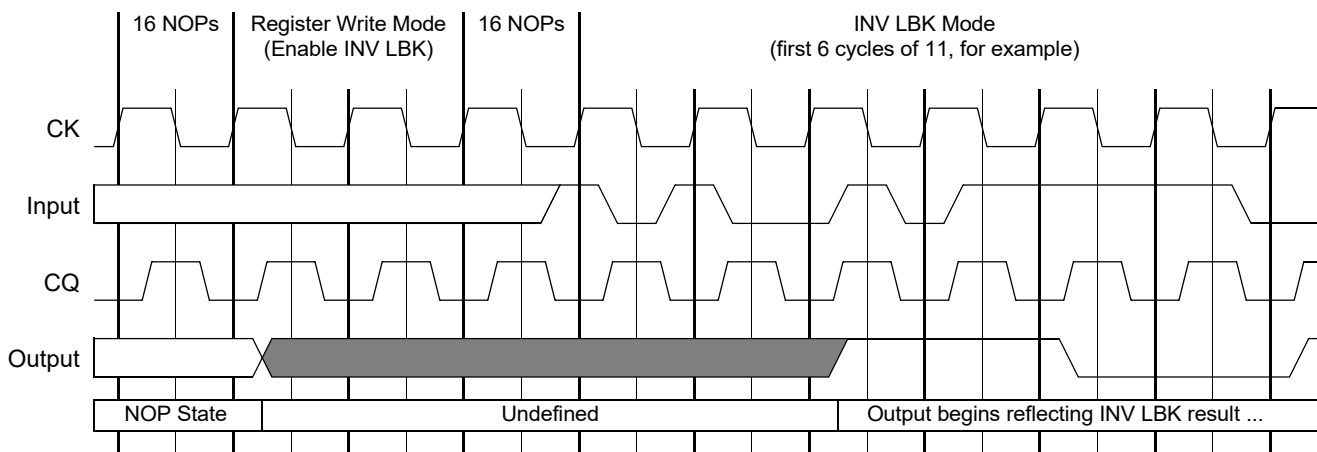 16 NOPs
Register Write Mode
(Enable INV LBK)
16 NOPs
INV LBK Mode
(first 6 cycles of 11, for example)
CK
Input
CQ
Output
NOP State
Undefined
Output begins reflecting INV LBK result ...